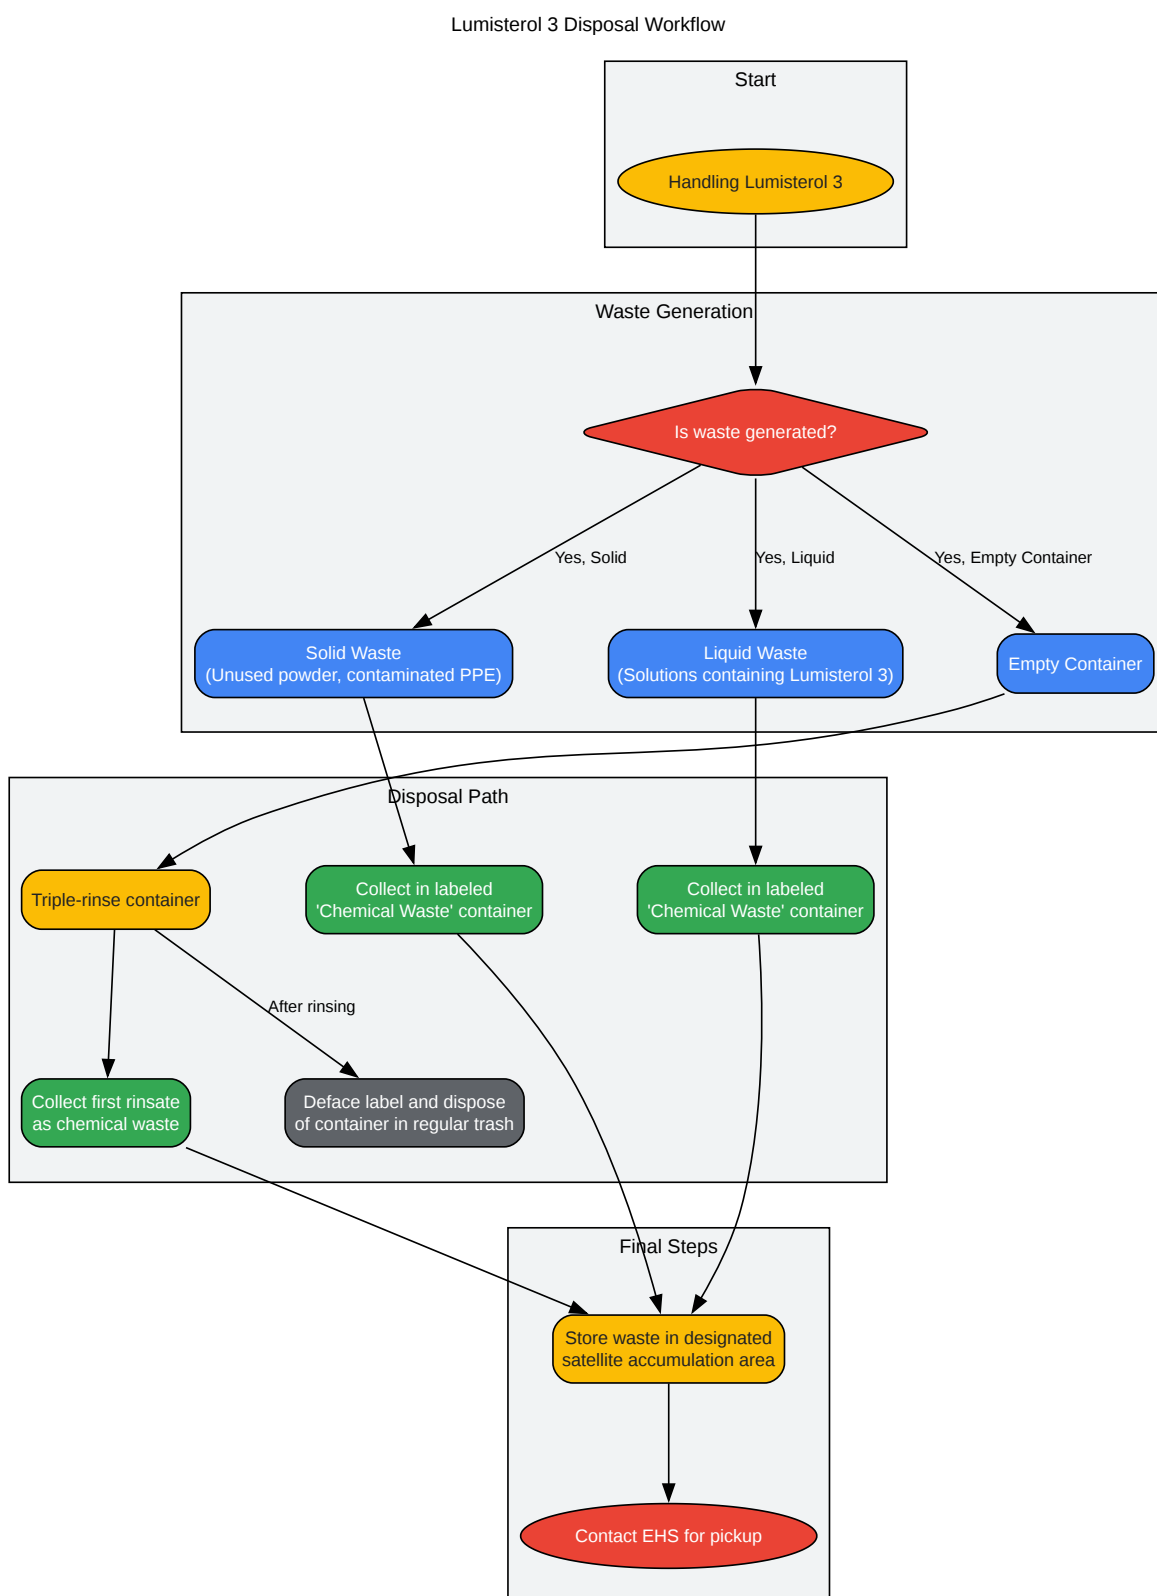 Lumisterol 3 Disposal Workflow
Start
Handling Lumisterol 3
Waste Generation
Is waste generated?
Yes, Solid
Yes, Liquid
Yes, Empty Container
Solid Waste
(Unused powder, contaminated PPE)
Liquid Waste
(Solutions containing Lumisterol 3)
Empty Container
Disposal Path
Triple-rinse container
Collect in labeled
'Chemical Waste' container
Collect in labeled
'Chemical Waste' container
After rinsing
Collect first rinsate
as chemical waste
Deface label and dispose
of container in regular trash
Final Steps
Store waste in designated
satellite accumulation area
Contact EHS for pickup